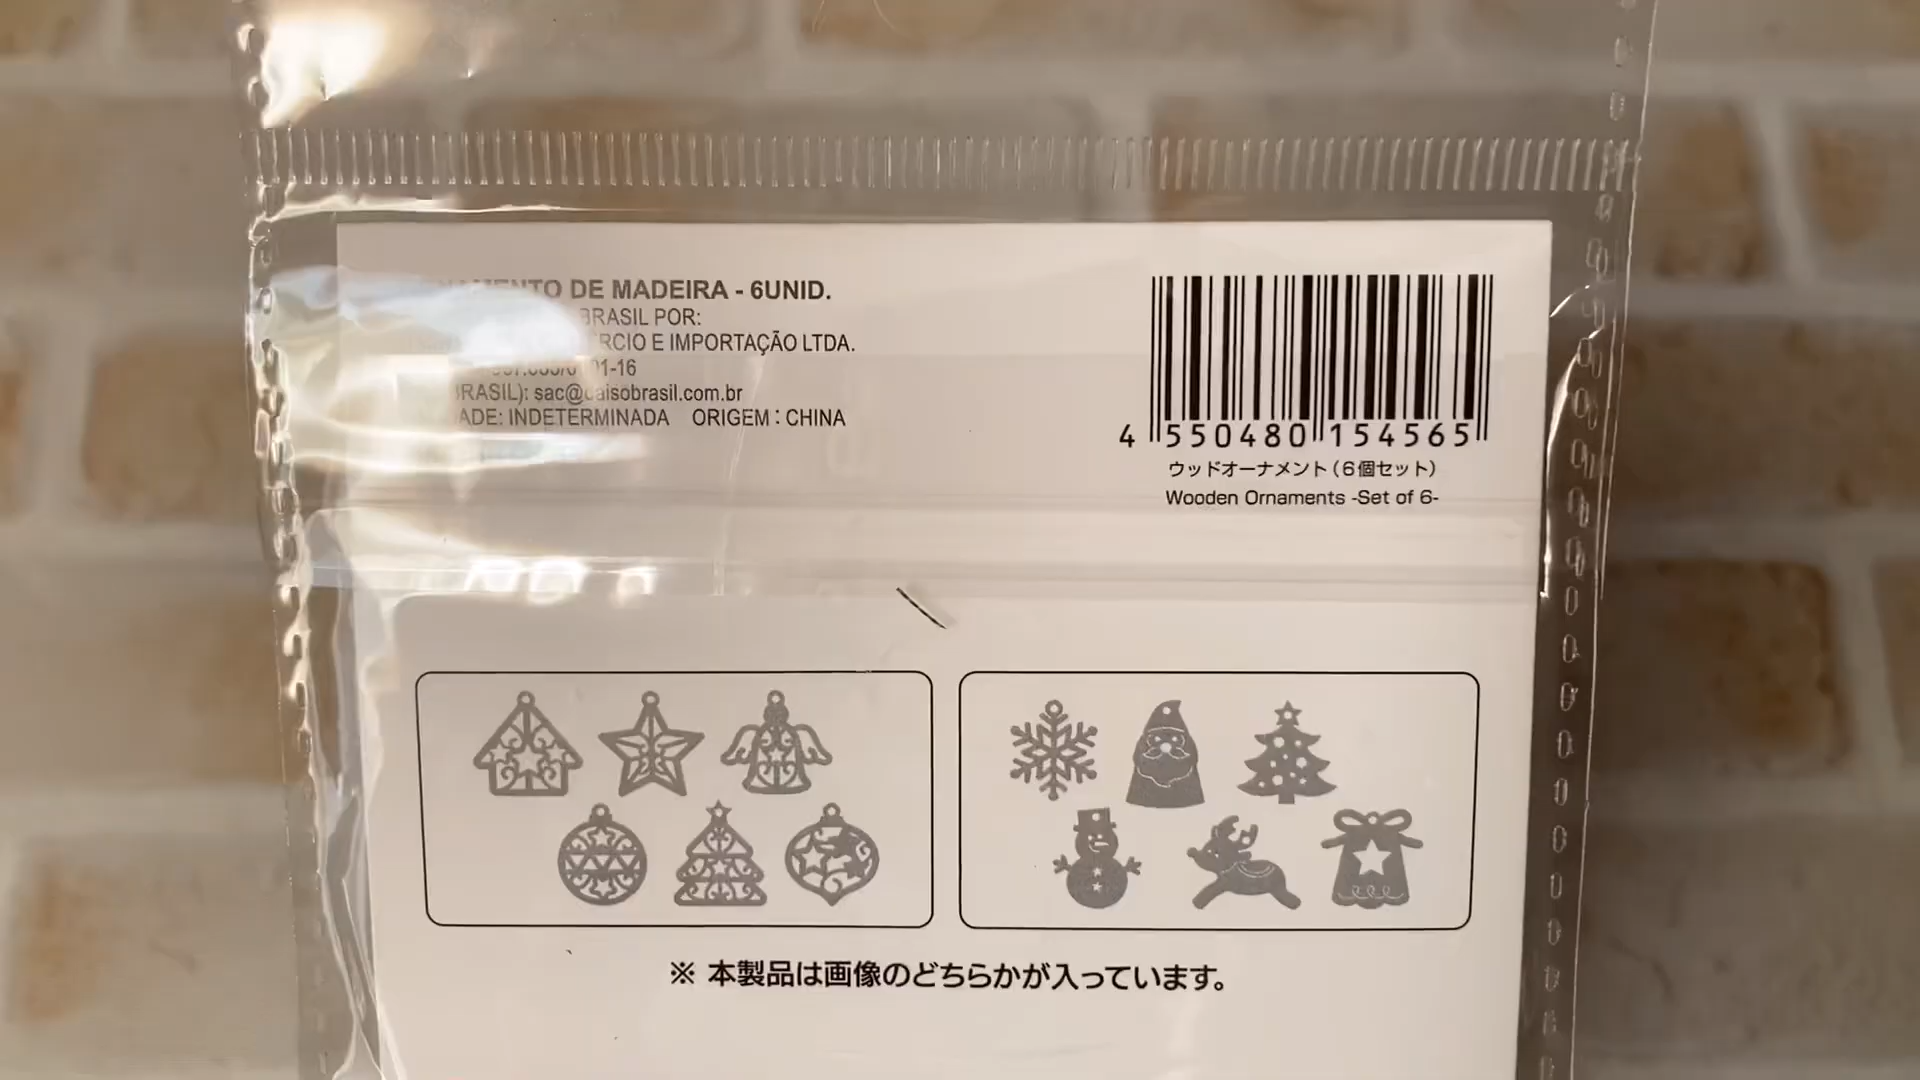 DE MADEIRA - 6UNID.
BRASIL POR:
E IMPORTAÇÃO LTDA.
01-16
BRASIL): sac@daisobrasil.com.br
INDETERMINADA ORIGEM : CHINA
4 550480 154565
ウッドオーナメント(6個セット)
Wooden Ornaments -Set of 6-
※ 本製品は画像のどちらかが入っています。